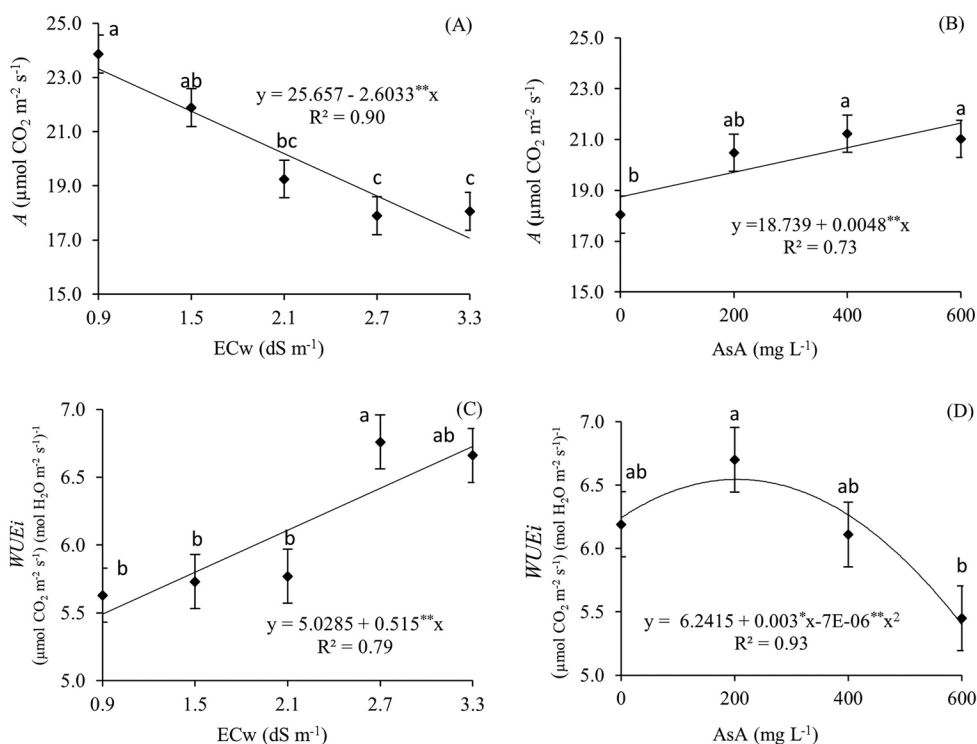 (A)
25.0
23.0
21.0
19.0
17.0
15.0
A (µmol CO₂ m⁻² s⁻¹)
a
ab
bc
c
c
y = 25.657 - 2.6033**x
R² = 0.90
0.9 1.5 2.1 2.7 3.3
ECw (dS m⁻¹)
(B)
25.0
23.0
21.0
19.0
17.0
15.0
A (µmol CO₂ m⁻² s⁻¹)
b
ab
a
a
y =18.739 + 0.0048**x
R² = 0.73
0 200 400 600
AsA (mg L⁻¹)
(C)
7.0
6.5
6.0
5.5
5.0
WUEi
(µmol CO₂ m⁻² s⁻¹) (mol H₂O m⁻² s⁻¹)⁻¹
b
b
b
a
ab
y = 5.0285 + 0.515**x
R² = 0.79
0.9 1.5 2.1 2.7 3.3
ECw (dS m⁻¹)
(D)
7.0
6.5
6.0
5.5
5.0
WUEi
(µmol CO₂ m⁻² s⁻¹) (mol H₂O m⁻² s⁻¹)⁻¹
ab
a
ab
b
y = 6.2415 + 0.003*x-7E-06**x²
R² = 0.93
0 200 400 600
AsA (mg L⁻¹)